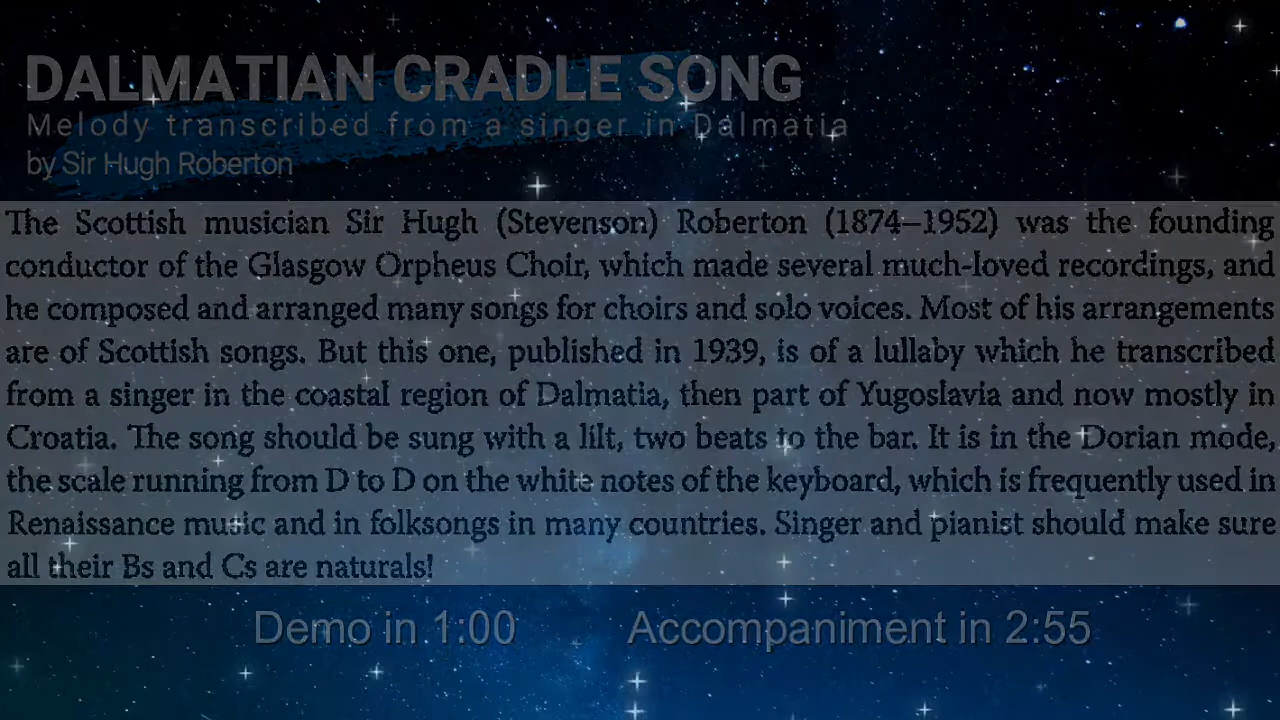 DALMATIAN CRADLE SONG
Melody transcribed from a singer in Dalmatia
by Sir Hugh Roberton
The Scottish musician Sir Hugh (Stevenson) Roberton (1874–1952) was the founding
conductor of the Glasgow Orpheus Choir, which made several much-loved recordings, and
he composed and arranged many songs for choirs and solo voices. Most of his arrangements
are of Scottish songs. But this one, published in 1939, is of a lullaby which he transcribed
from a singer in the coastal region of Dalmatia, then part of Yugoslavia and now mostly in
Croatia. The song should be sung with a lilt, two beats to the bar. It is in the Dorian mode,
the scale running from D to D on the white notes of the keyboard, which is frequently used in
Renaissance music and in folksongs in many countries. Singer and pianist should make sure
all their Bs and Cs are naturals!
Demo in 1:00 Accompaniment in 2:55